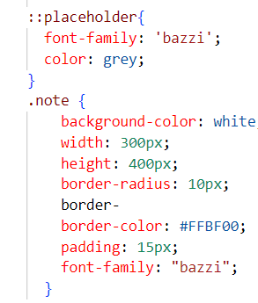 ::placeholder{
font-family: 'bazzi';
color: grey;
}
.note {
background-color: white
width: 300px;
height: 400px;
border-radius: 10px;
border-
border-color: #FFBF00;
padding: 15px;
font-family: "bazzi";
}